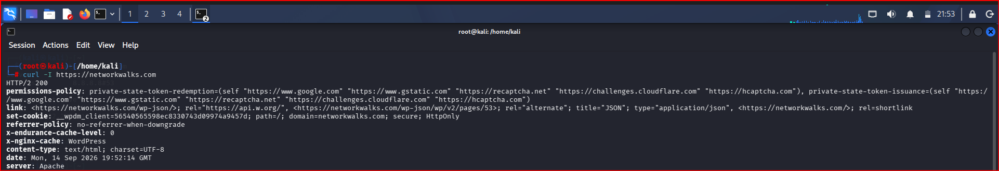 1 2 3 4 2 21:53
root@kali: /home/kali
Session Actions Edit View Help
(root㉿kali)-[/home/kali]
# curl -I https://networkwalks.com
HTTP/2 200
permissions-policy: private-state-token-redemption=(self "https://www.google.com" "https://www.gstatic.com" "https://recaptcha.net" "https://challenges.cloudflare.com" "https://hcaptcha.com"), private-state-token-issuance=(self "https:/
/www.google.com" "https://www.gstatic.com" "https://recaptcha.net" "https://challenges.cloudflare.com" "https://hcaptcha.com")
link: <https://networkwalks.com/wp-json/>; rel="https://api.w.org/", <https://networkwalks.com/wp-json/wp/v2/pages/53>; rel="alternate"; title="JSON"; type="application/json", <https://networkwalks.com/>; rel=shortlink
set-cookie: __wpdm_client=56540565598ec8330743d09974a9457d; path=/; domain=networkwalks.com; secure; HttpOnly
referrer-policy: no-referrer-when-downgrade
x-endurance-cache-level: 0
x-nginx-cache: WordPress
content-type: text/html; charset=UTF-8
date: Mon, 14 Sep 2026 19:52:14 GMT
server: Apache